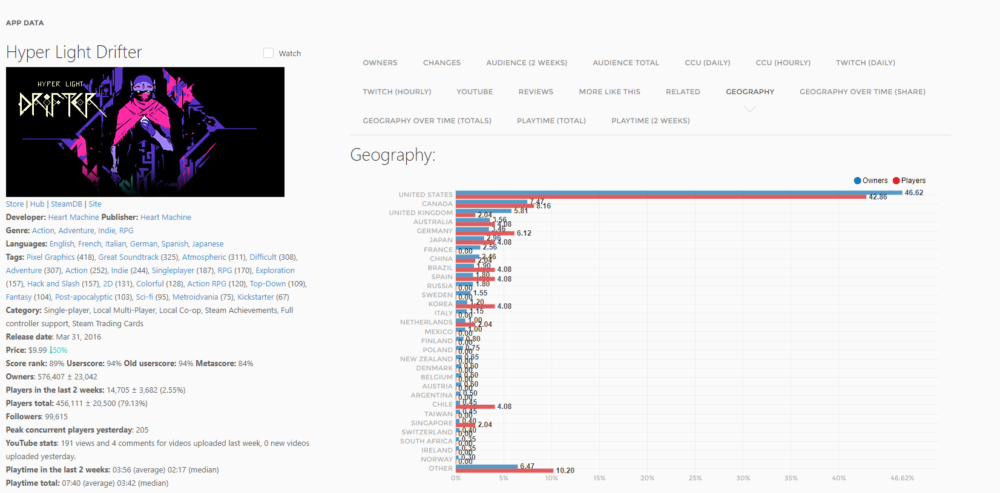 APP DATA
Hyper Light Drifter
Watch
HYPER LIGHT
DRIFTER
Store | Hub | SteamDB | Site
Developer: Heart Machine Publisher: Heart Machine
Genre: Action, Adventure, Indie, RPG
Languages: English, French, Italian, German, Spanish, Japanese
Tags: Pixel Graphics (418), Great Soundtrack (325), Atmospheric (311), Difficult (308),
Adventure (307), Action (252), Indie (244), Singleplayer (187), RPG (170), Exploration
(157), Hack and Slash (157), 2D (131), Colorful (128), Action RPG (120), Top-Down (109),
Fantasy (104), Post-apocalyptic (103), Sci-fi (95), Metroidvania (75), Kickstarter (67)
Category: Single-player, Local Multi-Player, Local Co-op, Steam Achievements, Full
controller support, Steam Trading Cards
Release date: Mar 31, 2016
Price: $9.99 ↓50%
Score rank: 89% Userscore: 94% Old userscore: 94% Metascore: 84%
Owners: 576,407 ± 23,042
Players in the last 2 weeks: 14,705 ± 3,682 (2.55%)
Players total: 456,111 ± 20,500 (79.13%)
Followers: 99,615
Peak concurrent players yesterday: 205
YouTube stats: 191 views and 4 comments for videos uploaded last week, 0 new videos
uploaded yesterday.
Playtime in the last 2 weeks: 03:56 (average) 02:17 (median)
Playtime total: 07:40 (average) 03:42 (median)
OWNERS CHANGES AUDIENCE (2 WEEKS) AUDIENCE TOTAL CCU (DAILY) CCU (HOURLY) TWITCH (DAILY)
TWITCH (HOURLY) YOUTUBE REVIEWS MORE LIKE THIS RELATED GEOGRAPHY GEOGRAPHY OVER TIME (SHARE)
GEOGRAPHY OVER TIME (TOTALS) PLAYTIME (TOTAL) PLAYTIME (2 WEEKS)
Geography:
Owners Players
UNITED STATES 46.62 42.86
CANADA 7.47 8.16
UNITED KINGDOM 5.81 2.04
AUSTRALIA 3.56 4.08
GERMANY 3.46 6.12
JAPAN 2.96 4.08
FRANCE 2.56 0.00
CHINA 2.46 2.04
BRAZIL 1.90 4.08
SPAIN 1.80 4.08
RUSSIA 1.80 0.00
SWEDEN 1.55 0.00
KOREA 1.20 4.08
ITALY 1.15 0.00
NETHERLANDS 1.00 2.04
MEXICO 1.00 0.00
FINLAND 0.80 0.00
POLAND 0.75 0.00
NEW ZEALAND 0.65 0.00
DENMARK 0.60 0.00
BELGIUM 0.60 0.00
AUSTRIA 0.60 0.00
ARGENTINA 0.50 0.00
CHILE 0.45 4.08
TAIWAN 0.45 0.00
SINGAPORE 0.40 2.04
SWITZERLAND 0.40 0.00
SOUTH AFRICA 0.35 0.00
IRELAND 0.35 0.00
NORWAY 0.30 0.00
OTHER 6.47 10.20
0% 5% 10% 15% 20% 25% 30% 35% 40% 46.62%